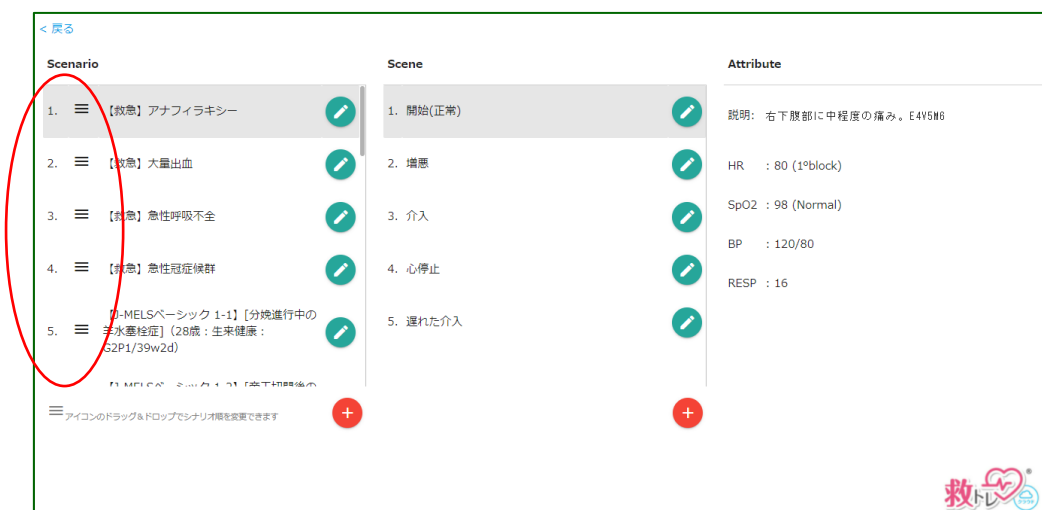 < 戻る
Scenario
1. 【救急】アナフィラキシー
2. 【救急】大量出血
3. 【救急】急性呼吸不全
4. 【救急】急性冠症候群
5. 【J-MELSベーシック 1-1】[分娩進行中の
羊水塞栓症]（28歳：生来健康：
G2P1/39w2d）
アイコンのドラッグ＆ドロップでシナリオ順を変更できます
Scene
1. 開始(正常)
2. 増悪
3. 介入
4. 心停止
5. 遅れた介入
Attribute
説明: 右下腹部に中程度の痛み。E4V5M6
HR : 80 (1°block)
SpO2 : 98 (Normal)
BP : 120/80
RESP : 16
救トレ